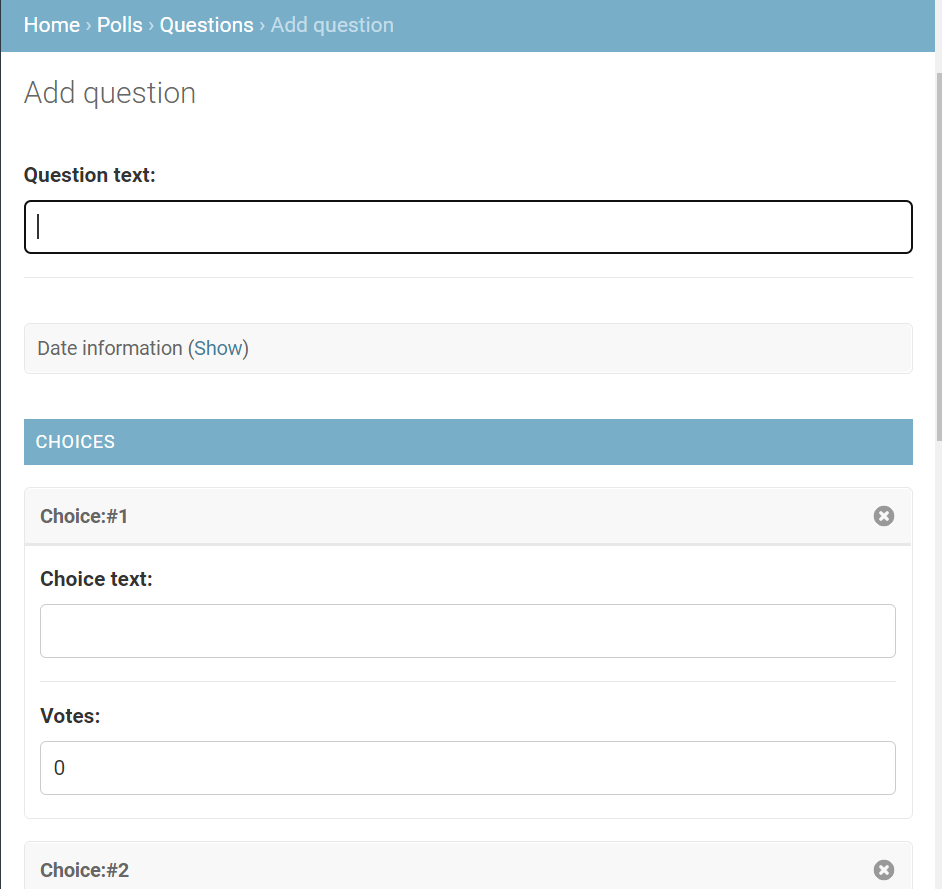 Home › Polls › Questions › Add question
Add question
Question text:
Date information (Show)
CHOICES
Choice:#1
Choice text:
Votes:
0
Choice:#2